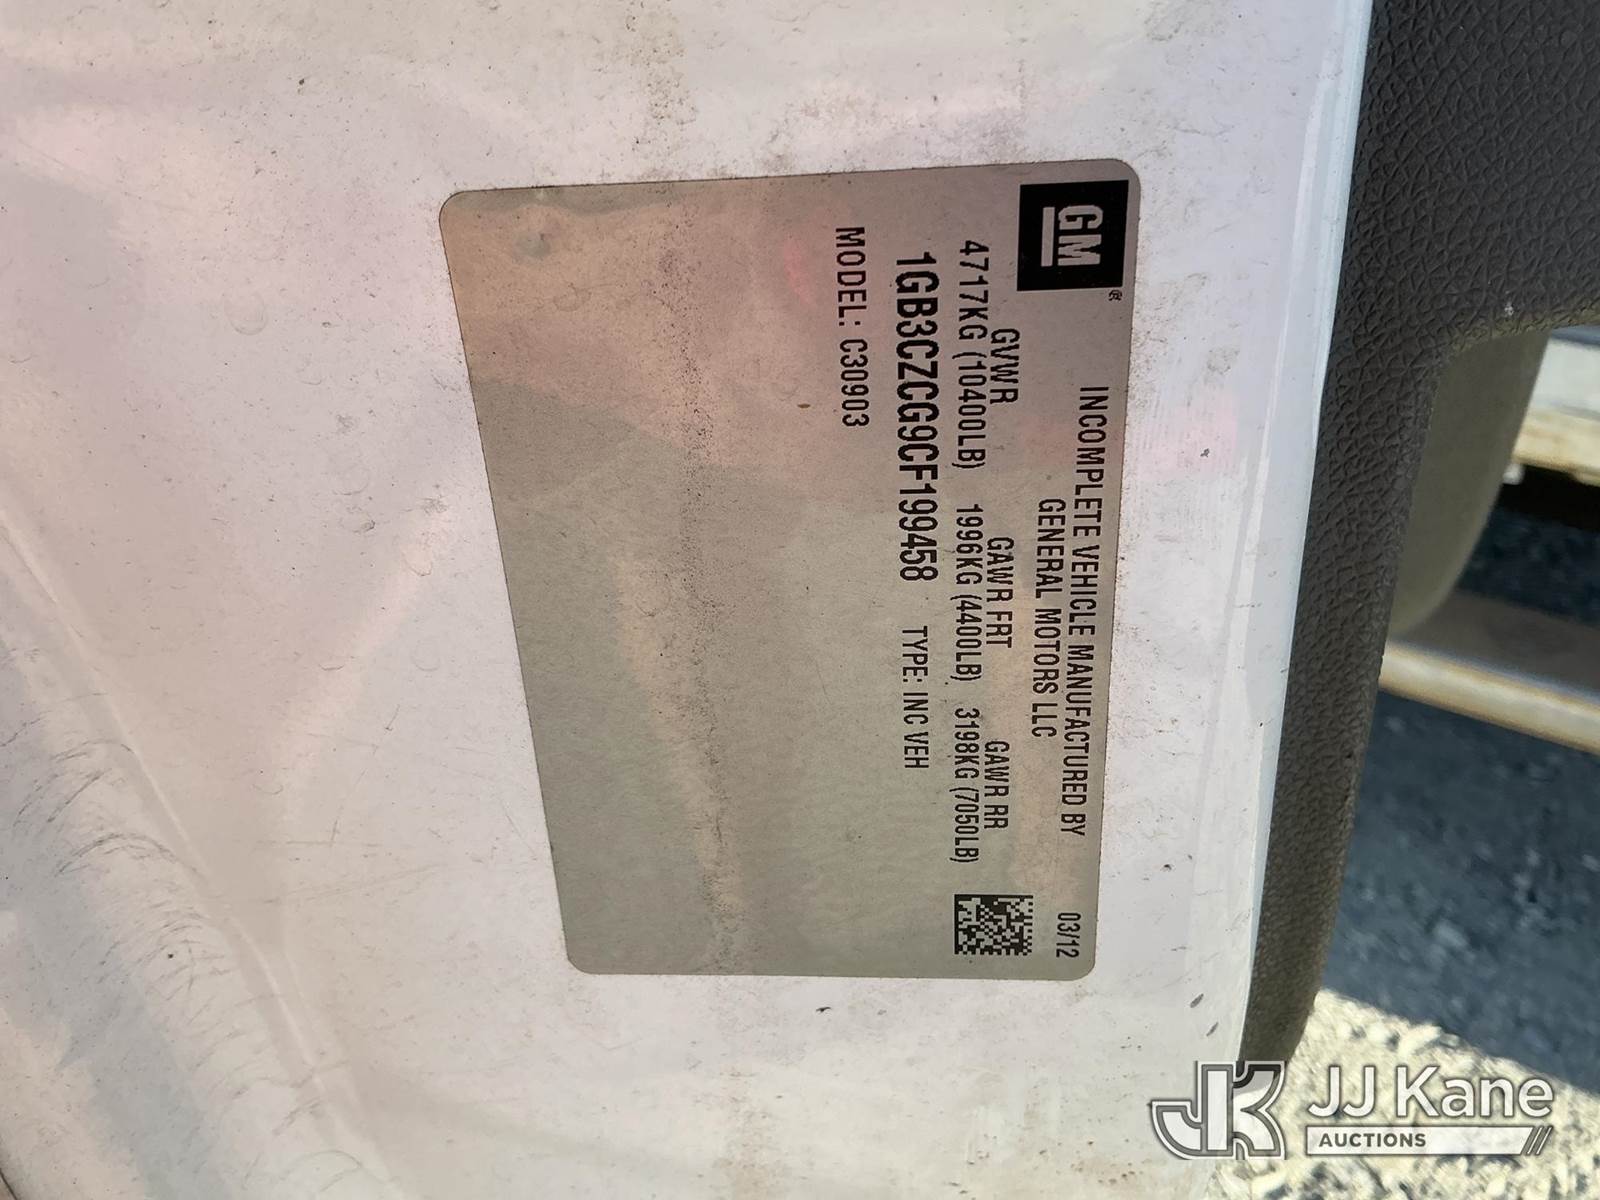 GM®
INCOMPLETE VEHICLE MANUFACTURED BY
GENERAL MOTORS LLC
03/12
GVWR GAWR FRT GAWR RR
4717KG (10400LB) 1996KG (4400LB) 3198KG (7050LB)
1GB3CZCG9CF199458 TYPE: INC VEH
MODEL: C30903
JK JJ Kane
AUCTIONS